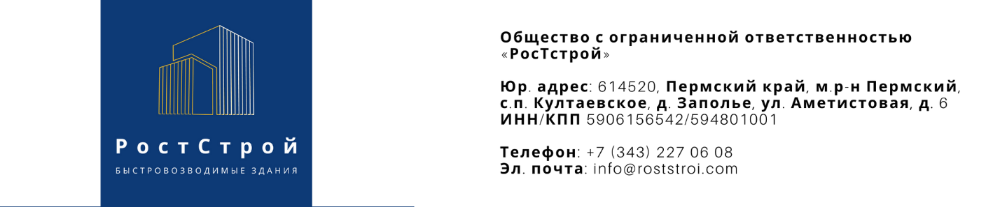 РостСтрой
БЫСТРОВОЗВОДИМЫЕ ЗДАНИЯ
Общество с ограниченной ответственностью
«РосТстрой»
Юр. адрес: 614520, Пермский край, м.р-н Пермский,
с.п. Култаевское, д. Заполье, ул. Аметистовая, д. 6
ИНН/КПП 5906156542/594801001
Телефон: +7 (343) 227 06 08
Эл. почта: info@roststroi.com